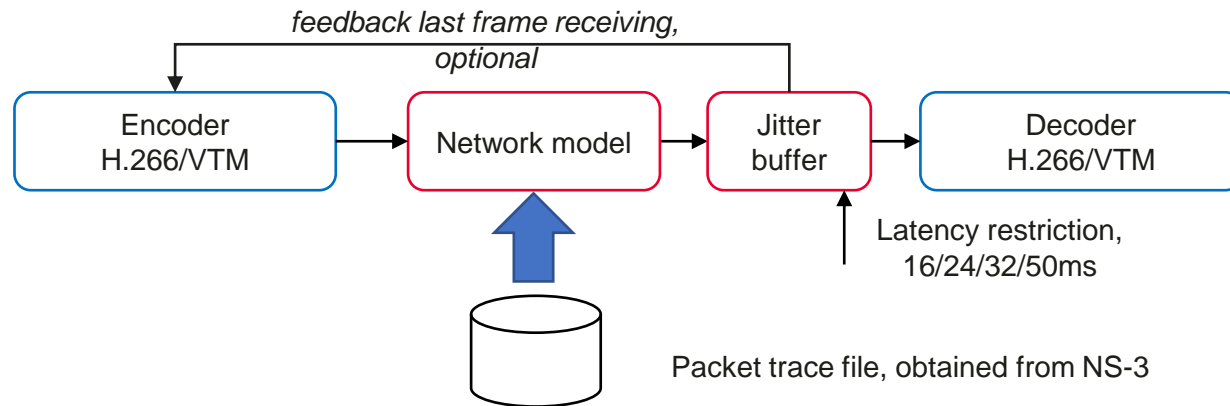 feedback last frame receiving,
optional
Encoder
H.266/VTM
Network model
Jitter
buffer
Decoder
H.266/VTM
Latency restriction,
16/24/32/50ms
Packet trace file, obtained from NS-3